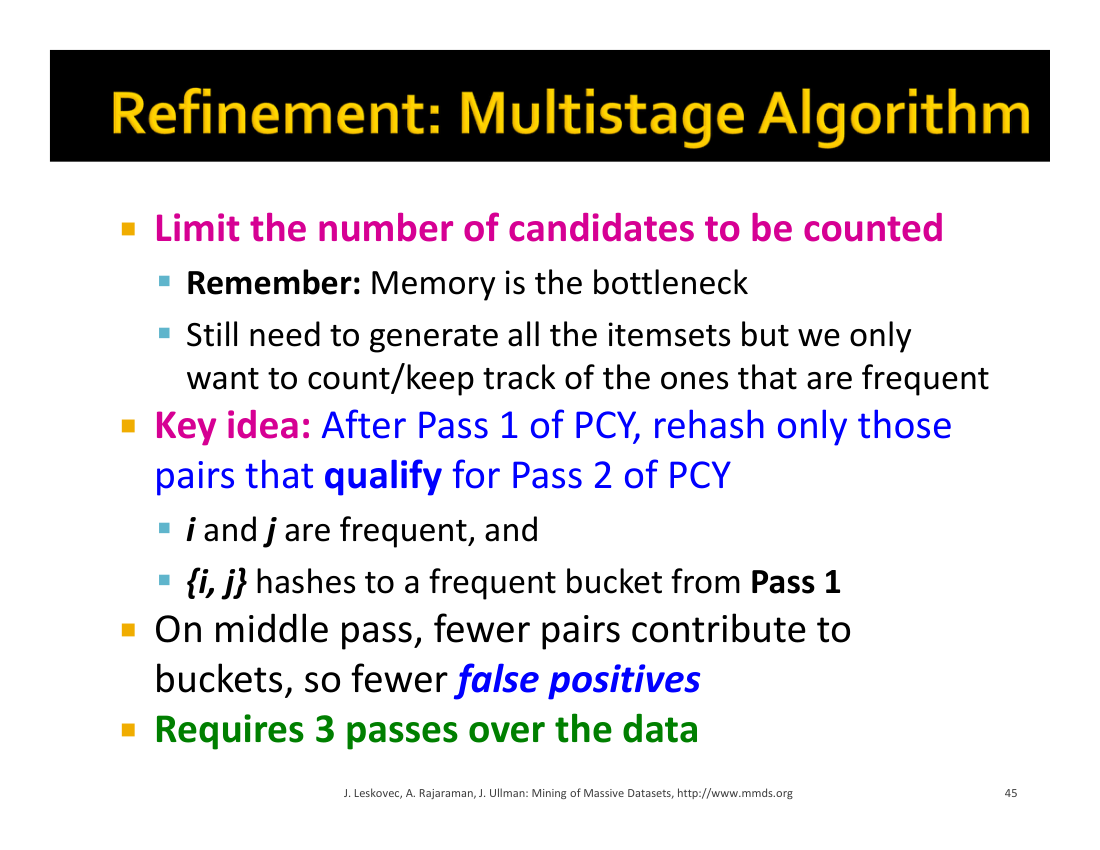 Refinement: Multistage Algorithm
Limit the number of candidates to be counted
Remember: Memory is the bottleneck
Still need to generate all the itemsets but we only
want to count/keep track of the ones that are frequent
Key idea: After Pass 1 of PCY, rehash only those
pairs that qualify for Pass 2 of PCY
i and j are frequent, and
{i, j} hashes to a frequent bucket from Pass 1
On middle pass, fewer pairs contribute to
buckets, so fewer false positives
Requires 3 passes over the data
J. Leskovec, A. Rajaraman, J. Ullman: Mining of Massive Datasets, http://www.mmds.org
45